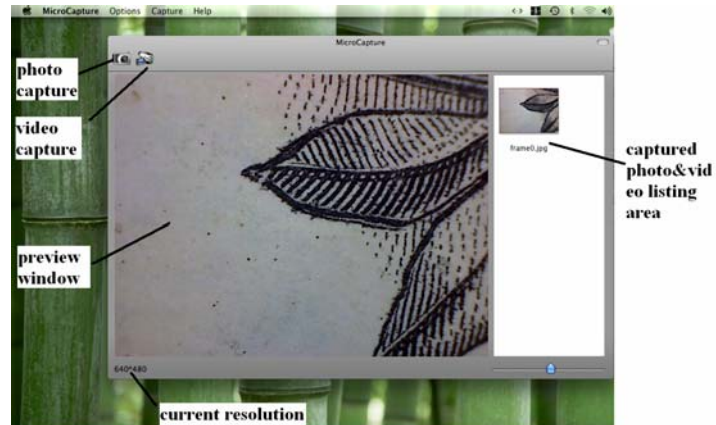 MicroCapture Options Capture Help
MicroCapture
photo
capture
video
capture
frame0.jpg
captured
photo&vid
eo listing
area
preview
window
640*480
current resolution